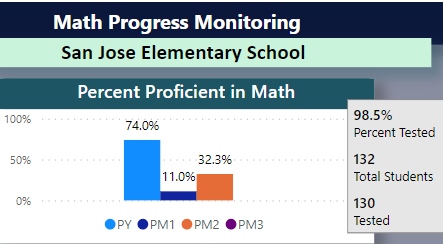 Math Progress Monitoring
San Jose Elementary School
Percent Proficient in Math
100%
50%
0%
74.0%
11.0%
32.3%
PY PM1 PM2 PM3
98.5%
Percent Tested
132
Total Students
130
Tested